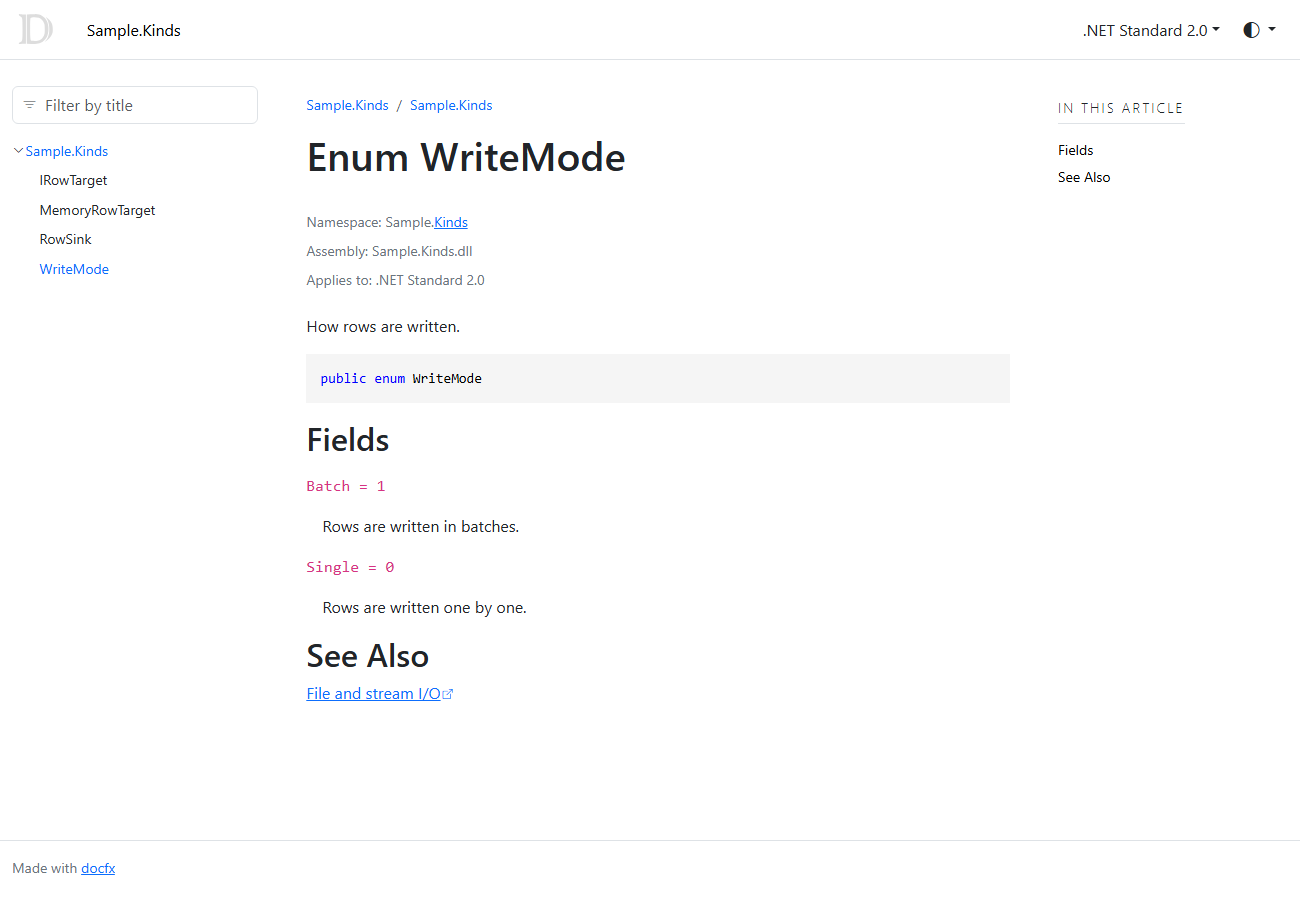 D
Sample.Kinds
.NET Standard 2.0
Filter by title
Sample.Kinds
IRowTarget
MemoryRowTarget
RowSink
WriteMode
Sample.Kinds / Sample.Kinds
Enum WriteMode
Namespace: Sample.Kinds
Assembly: Sample.Kinds.dll
Applies to: .NET Standard 2.0
How rows are written.
public enum WriteMode
Fields
Batch = 1
Rows are written in batches.
Single = 0
Rows are written one by one.
See Also
File and stream I/O
IN THIS ARTICLE
Fields
See Also
Made with docfx